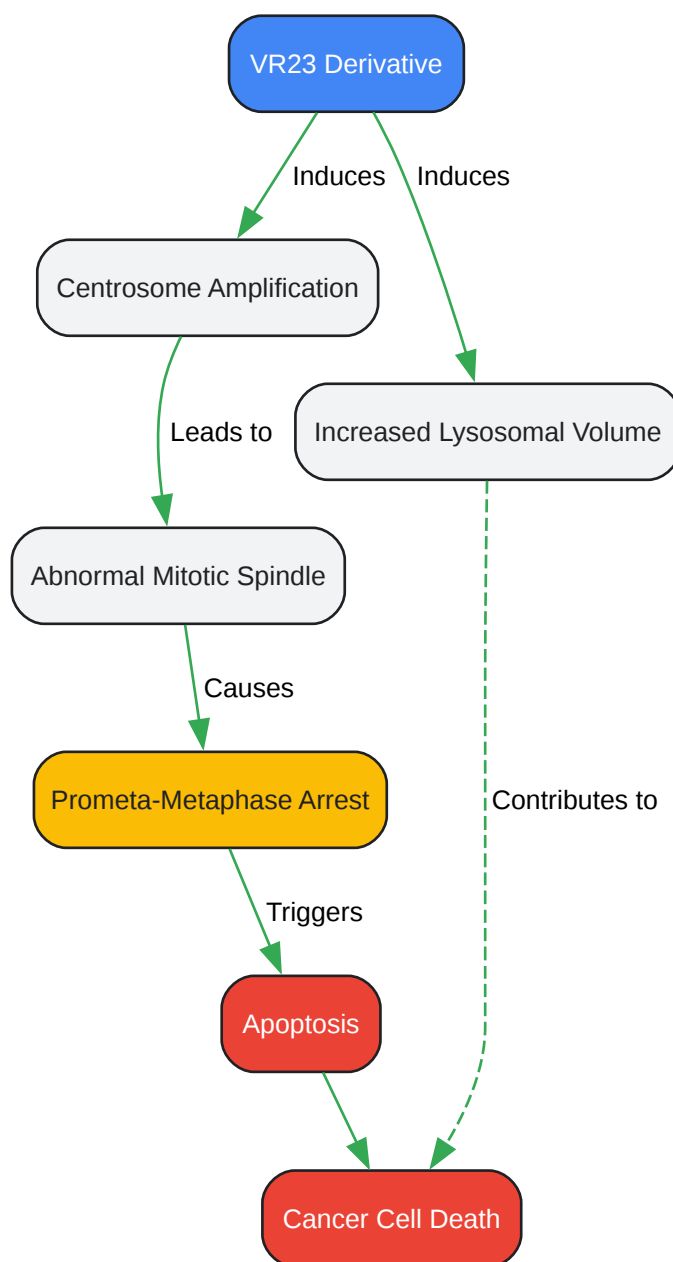 VR23 Derivative
Induces
Induces
Centrosome Amplification
Leads to
Increased Lysosomal Volume
Abnormal Mitotic Spindle
Causes
Prometa-Metaphase Arrest
Contributes to
Triggers
Apoptosis
Cancer Cell Death